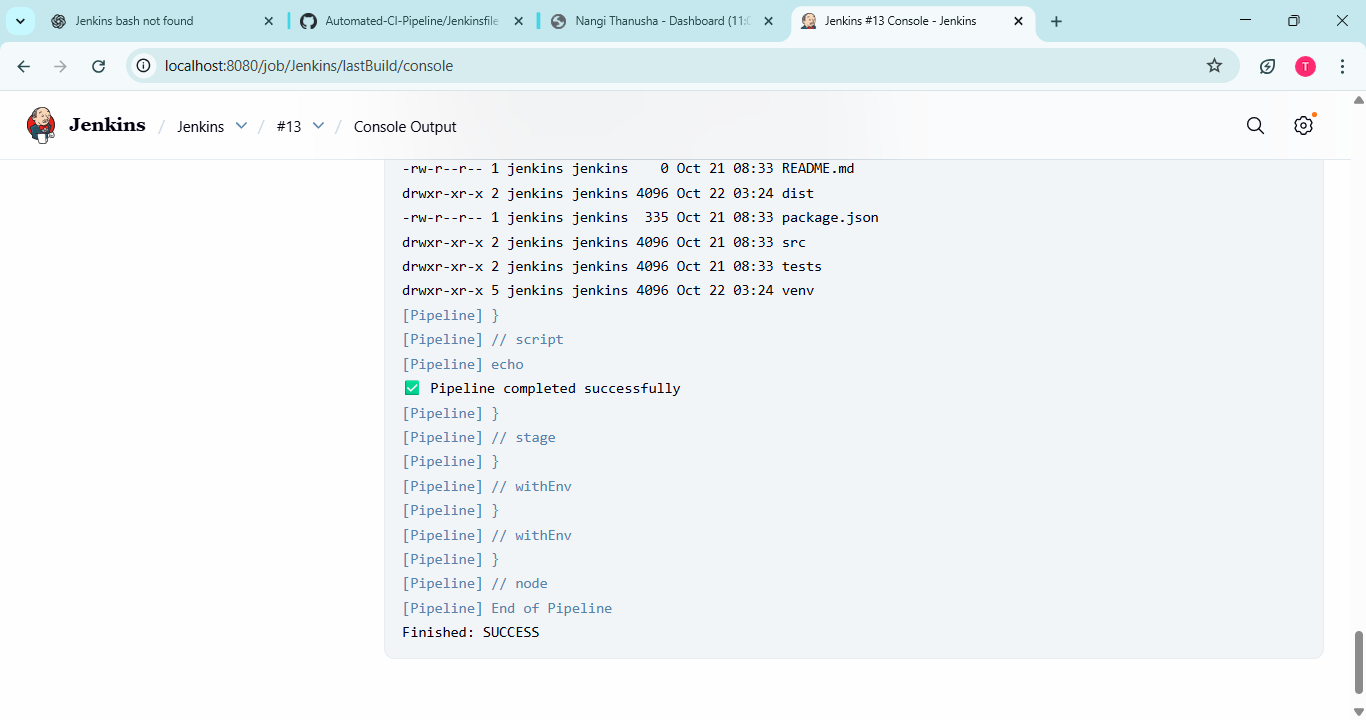 Jenkins bash not found
Automated-CI-Pipeline/Jenkinsfile
Nangi Thanusha - Dashboard (11:0
Jenkins #13 Console - Jenkins
localhost:8080/job/Jenkins/lastBuild/console
T
Jenkins / Jenkins / #13 / Console Output
-rw-r--r-- 1 jenkins jenkins    0 Oct 21 08:33 README.md
drwxr-xr-x 2 jenkins jenkins 4096 Oct 22 03:24 dist
-rw-r--r-- 1 jenkins jenkins  335 Oct 21 08:33 package.json
drwxr-xr-x 2 jenkins jenkins 4096 Oct 21 08:33 src
drwxr-xr-x 2 jenkins jenkins 4096 Oct 21 08:33 tests
drwxr-xr-x 5 jenkins jenkins 4096 Oct 22 03:24 venv
[Pipeline] }
[Pipeline] // script
[Pipeline] echo
✅ Pipeline completed successfully
[Pipeline] }
[Pipeline] // stage
[Pipeline] }
[Pipeline] // withEnv
[Pipeline] }
[Pipeline] // withEnv
[Pipeline] }
[Pipeline] // node
[Pipeline] End of Pipeline
Finished: SUCCESS